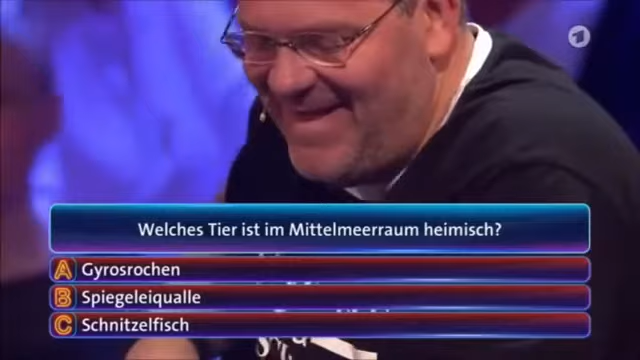 Welches Tier ist im Mittelmeerraum heimisch?
A Gyrosrochen
B Spiegeleiqualle
C Schnitzelfisch